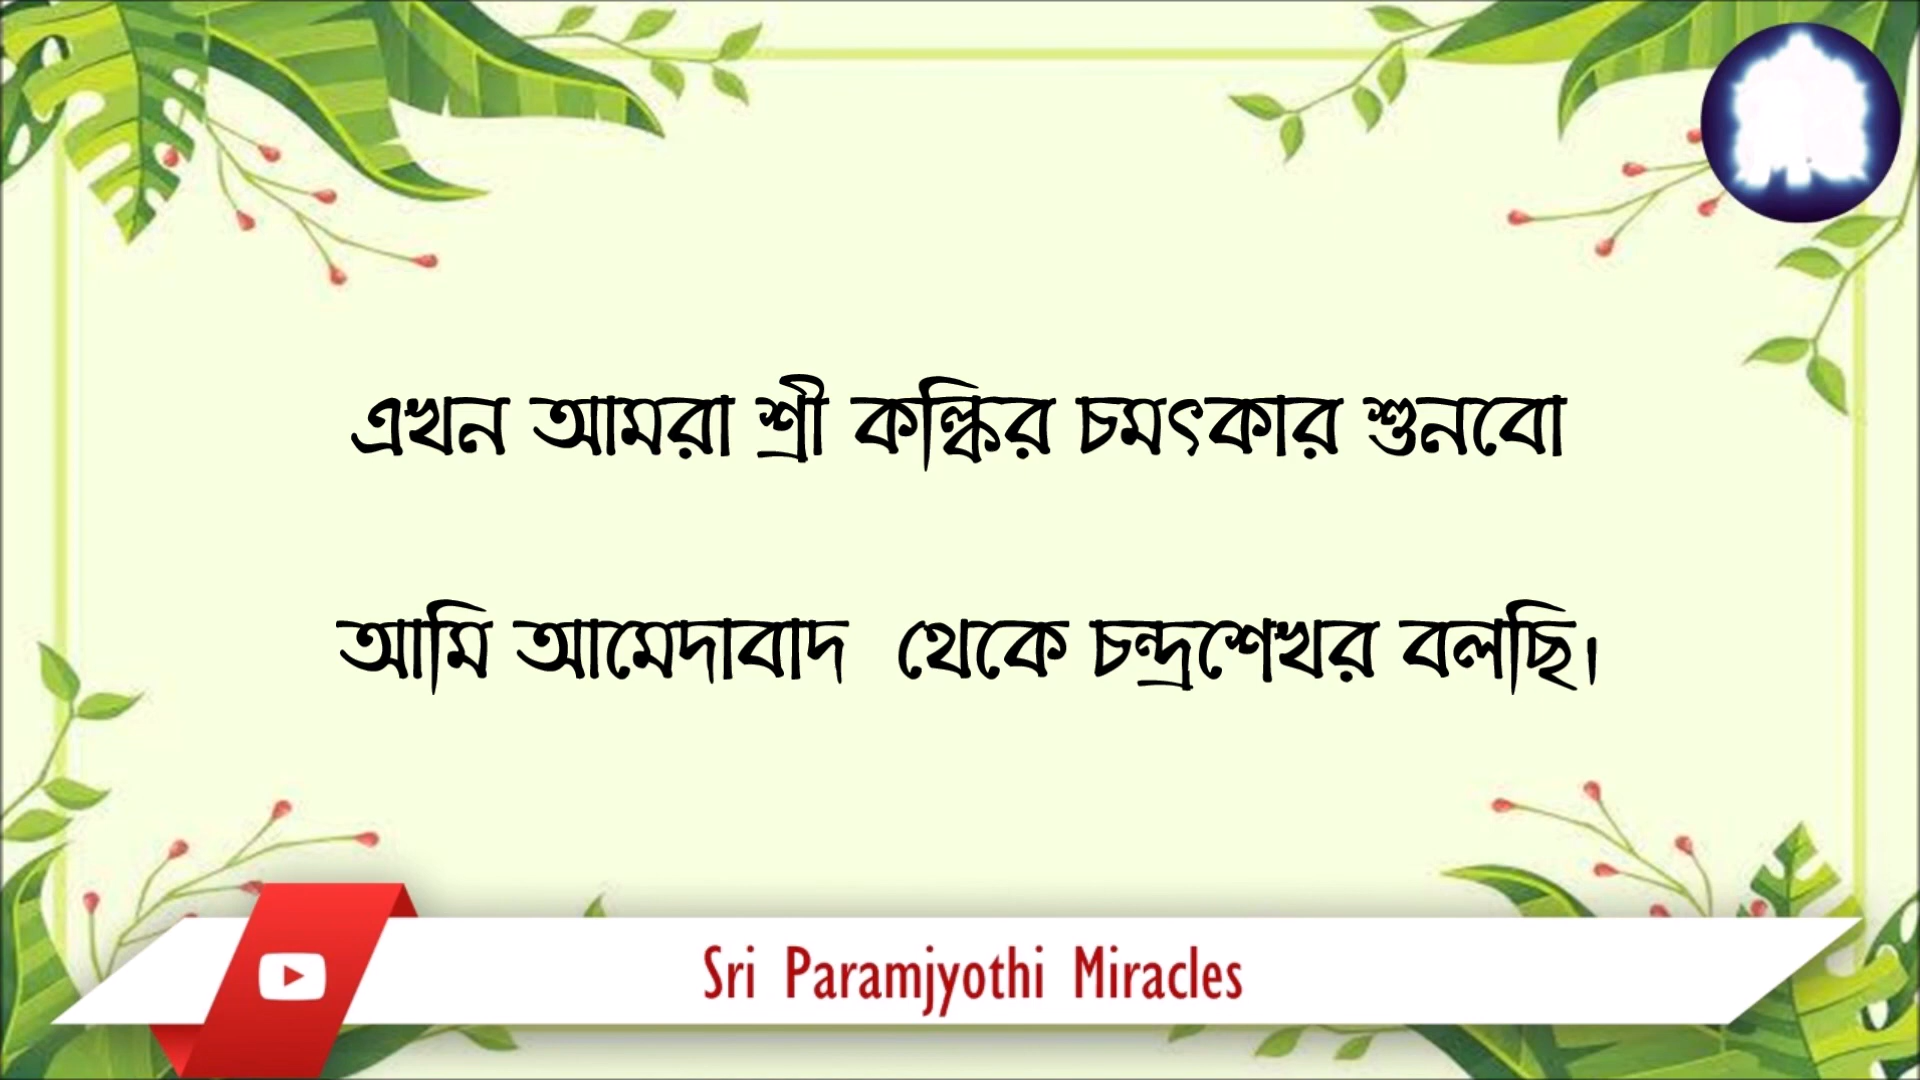 এখন আমরা শ্রী কল্কির চমৎকার শুনবো
আমি আমেদাবাদ থেকে চন্দ্রশেখর বলছি।
Sri Paramjyothi Miracles